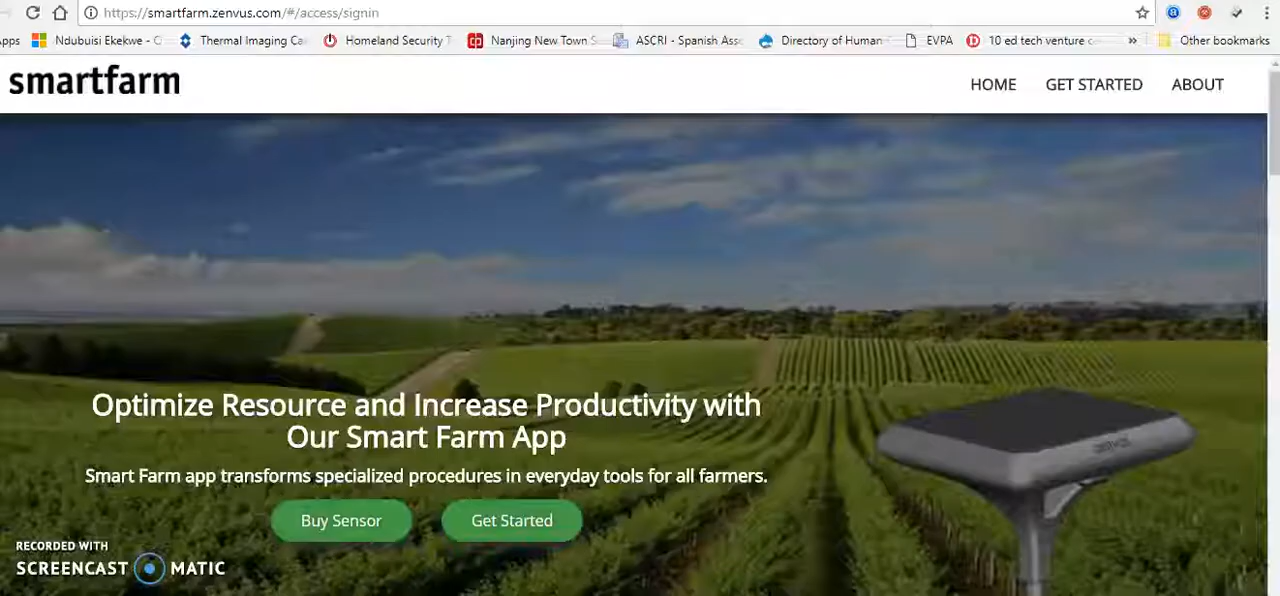 https://smartfarm.zenvus.com/#/access/signin
Ndubuisi Ekekwe - C
Thermal Imaging Ca
Homeland Security T
Nanjing New Town S
ASCRI - Spanish Ass
Directory of Human
EVPA
10 ed tech venture c
»
Other bookmarks
smartfarm
HOME GET STARTED ABOUT
Optimize Resource and Increase Productivity with
Our Smart Farm App
Smart Farm app transforms specialized procedures in everyday tools for all farmers.
Buy Sensor Get Started
RECORDED WITH
SCREENCAST MATIC